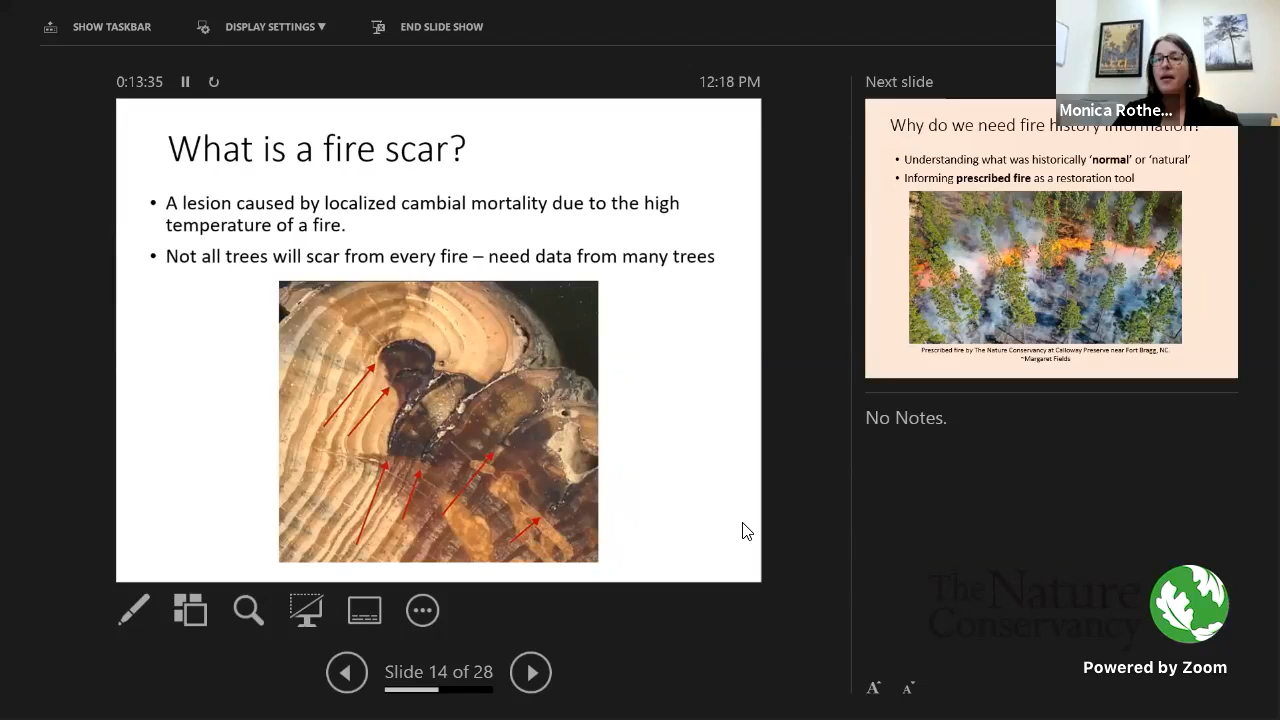 SHOW TASKBAR
DISPLAY SETTINGS ▼
END SLIDE SHOW
0:13:35
12:18 PM
What is a fire scar?
• A lesion caused by localized cambial mortality due to the high
temperature of a fire.
• Not all trees will scar from every fire – need data from many trees
Slide 14 of 28
Next slide
Monica Rothe...
Why do we need fire history information?
• Understanding what was historically ‘normal’ or ‘natural’
• Informing prescribed fire as a restoration tool
Prescribed fire by The Nature Conservancy at Calloway Preserve near Fort Bragg, NC.
~Margaret Fields
No Notes.
The Nature
Conservancy
Powered by Zoom
A
A